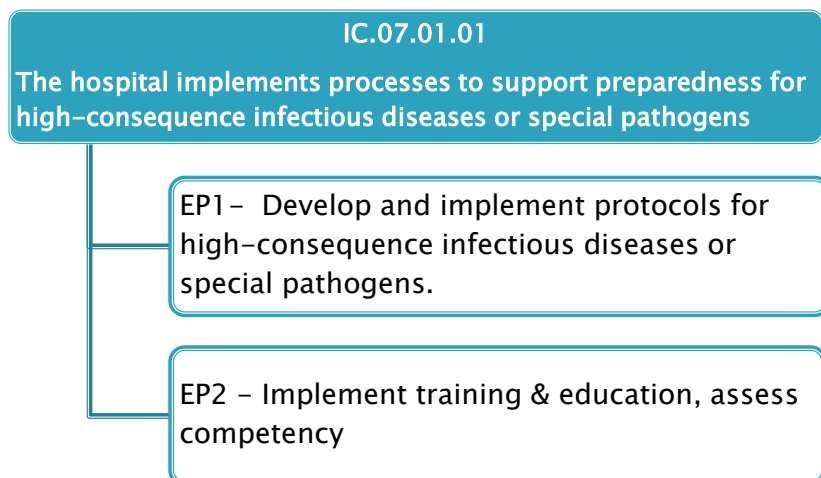 IC.07.01.01
The hospital implements processes to support preparedness for
high-consequence infectious diseases or special pathogens
EP1- Develop and implement protocols for
high-consequence infectious diseases or
special pathogens.
EP2 - Implement training & education, assess
competency